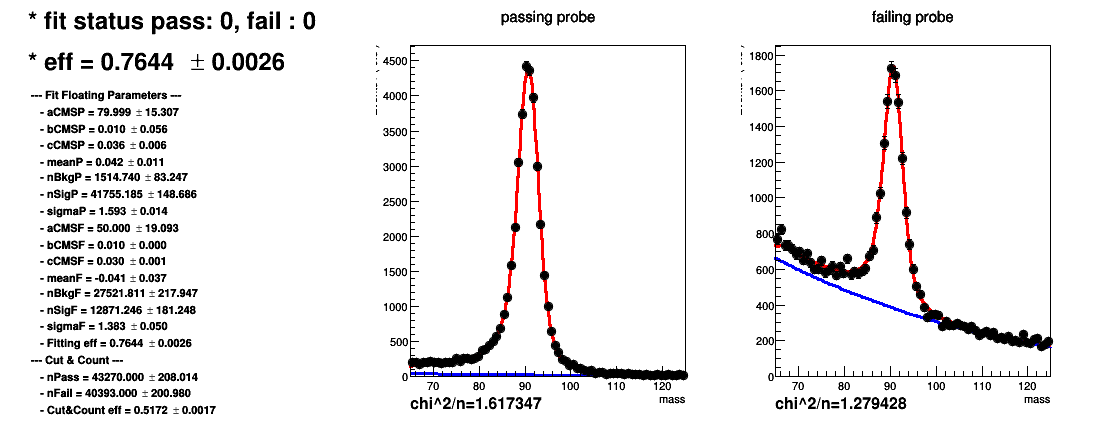 * fit status pass: 0, fail : 0
* eff = 0.7644 ± 0.0026
--- Fit Floating Parameters ---
- aCMSP = 79.999 ± 15.307
- bCMSP = 0.010 ± 0.056
- cCMSP = 0.036 ± 0.006
- meanP = 0.042 ± 0.011
- nBkgP = 1514.740 ± 83.247
- nSigP = 41755.185 ± 148.686
- sigmaP = 1.593 ± 0.014
- aCMSF = 50.000 ± 19.093
- bCMSF = 0.010 ± 0.000
- cCMSF = 0.030 ± 0.001
- meanF = -0.041 ± 0.037
- nBkgF = 27521.811 ± 217.947
- nSigF = 12871.246 ± 181.248
- sigmaF = 1.383 ± 0.050
- Fitting eff = 0.7644 ± 0.0026
--- Cut & Count ---
- nPass = 43270.000 ± 208.014
- nFail = 40393.000 ± 200.980
- Cut&Count eff = 0.5172 ± 0.0017
passing probe
4500
4000
3500
3000
2500
2000
1500
1000
500
0
70 80 90 100 110 120
mass
chi^2/n=1.617347
failing probe
1800
1600
1400
1200
1000
800
600
400
200
0
70 80 90 100 110 120
mass
chi^2/n=1.279428